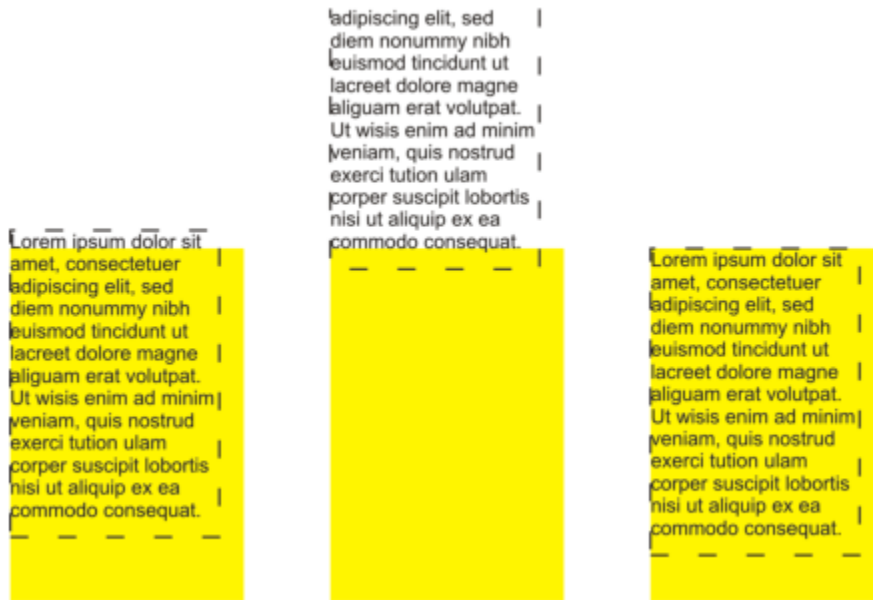 Lorem ipsum dolor sit
amet, consectetuer
adipiscing elit, sed
diem nonummy nibh
euismod tincidunt ut
lacreet dolore magne
aliguam erat volutpat.
Ut wisis enim ad minim
veniam, quis nostrud
exerci tution ulam
corper suscipit lobortis
nisi ut aliquip ex ea
commodo consequat.
adipiscing elit, sed
diem nonummy nibh
euismod tincidunt ut
lacreet dolore magne
aliguam erat volutpat.
Ut wisis enim ad minim
veniam, quis nostrud
exerci tution ulam
corper suscipit lobortis
nisi ut aliquip ex ea
commodo consequat.
Lorem ipsum dolor sit
amet, consectetuer
adipiscing elit, sed
diem nonummy nibh
euismod tincidunt ut
lacreet dolore magne
aliguam erat volutpat.
Ut wisis enim ad minim
veniam, quis nostrud
exerci tution ulam
corper suscipit lobortis
nisi ut aliquip ex ea
commodo consequat.